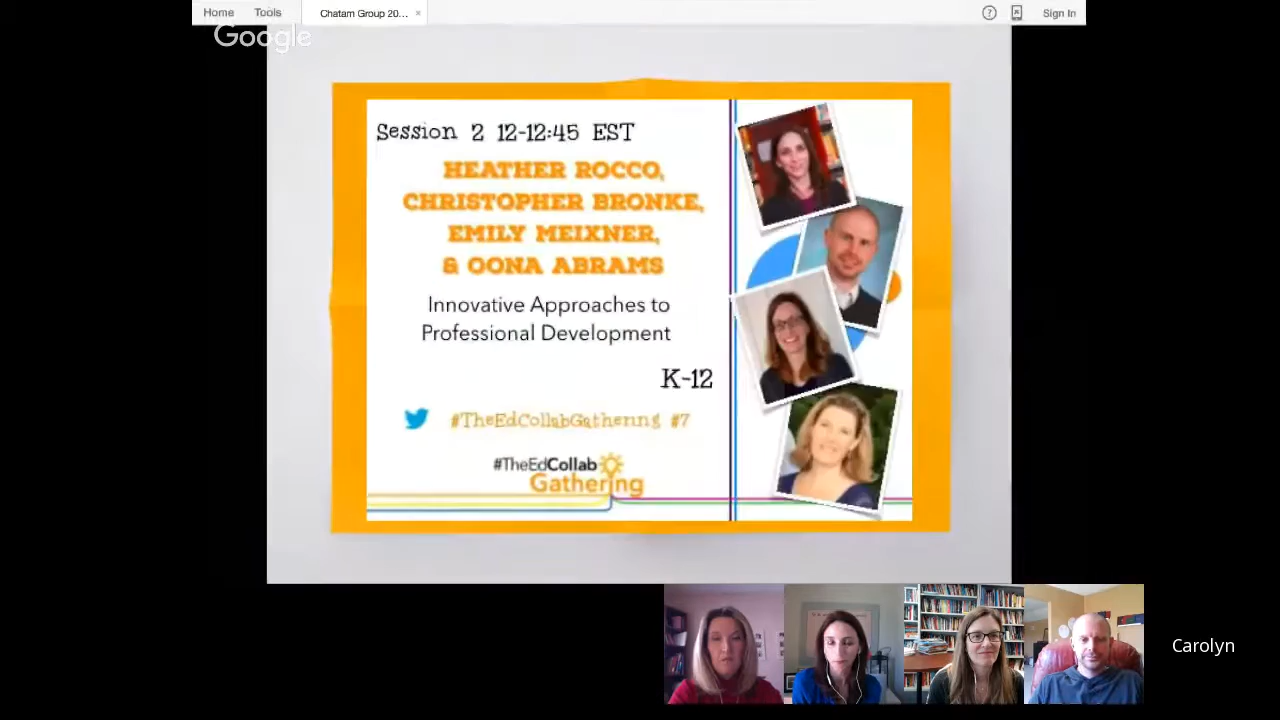 Home Tools Chatam Group 20... × ? Sign In
Google
Session 2 12-12:45 EST
HEATHER ROCCO,
CHRISTOPHER BRONKE,
EMILY MEIXNER,
& OONA ABRAMS
Innovative Approaches to
Professional Development
K-12
#TheEdCollabGathering #7
#TheEdCollab
Gathering
Carolyn